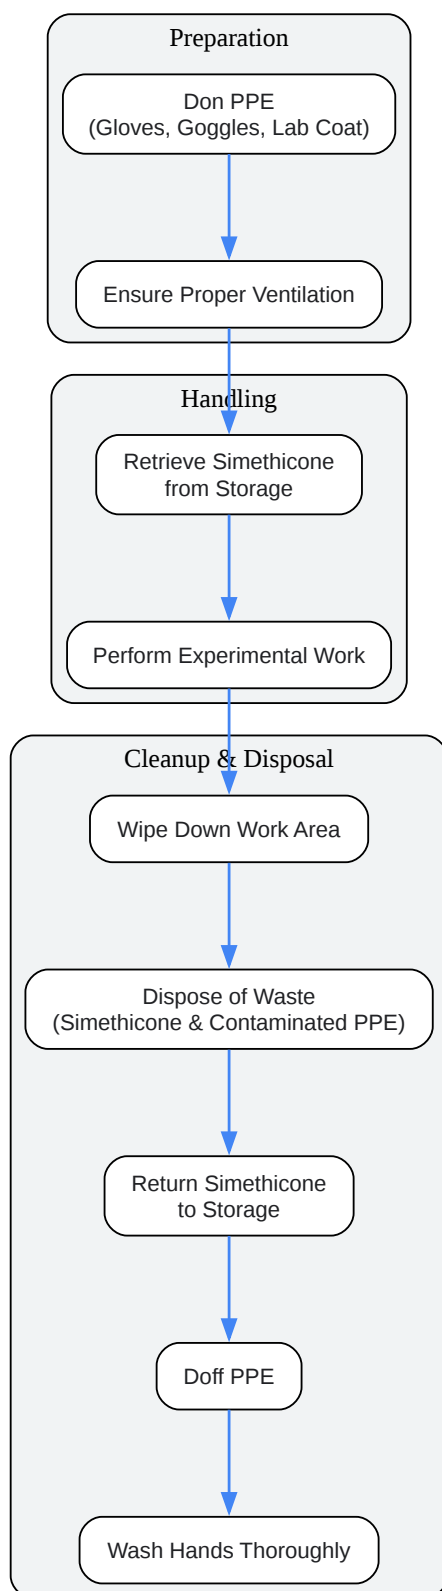 Preparation
Don PPE
(Gloves, Goggles, Lab Coat)
Ensure Proper Ventilation
Handling
Retrieve Simethicone
from Storage
Perform Experimental Work
Cleanup & Disposal
Wipe Down Work Area
Dispose of Waste
(Simethicone & Contaminated PPE)
Return Simethicone
to Storage
Doff PPE
Wash Hands Thoroughly